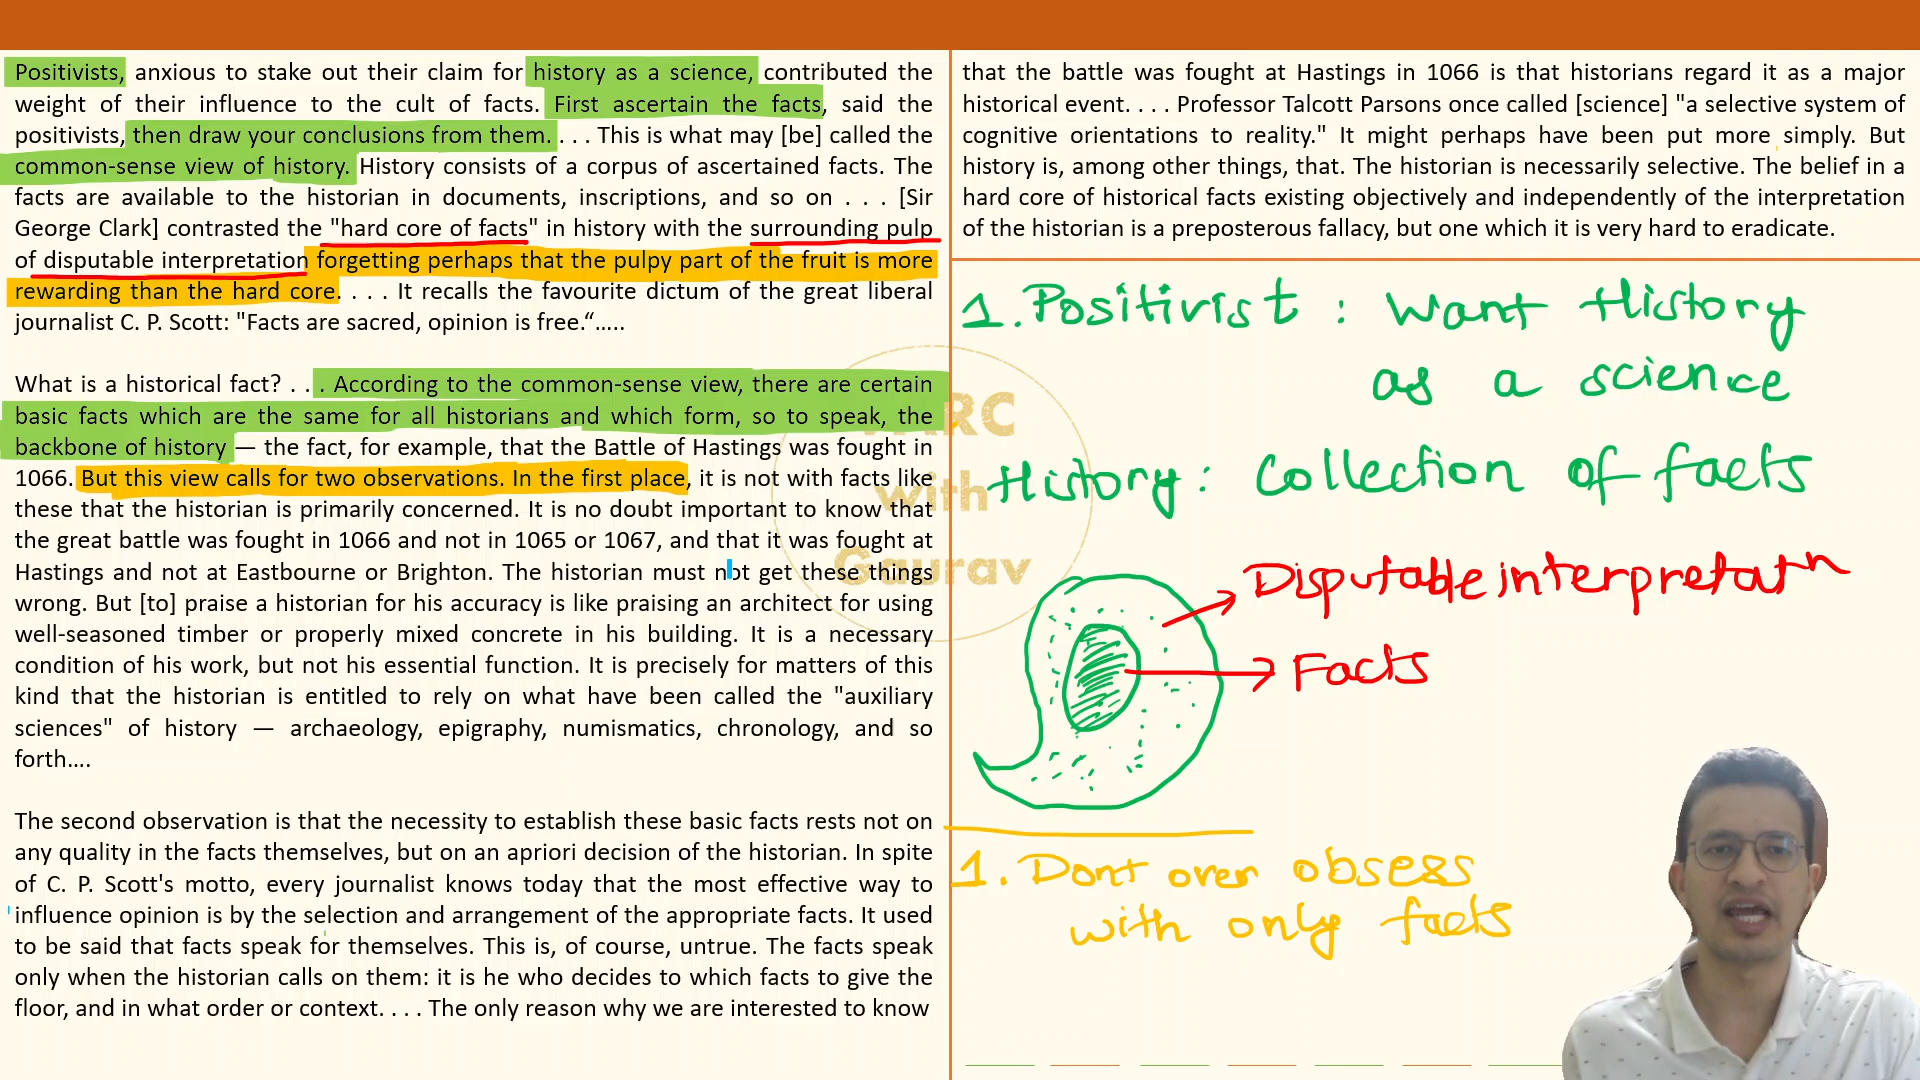 Positivists, anxious to stake out their claim for history as a science, contributed the
weight of their influence to the cult of facts. First ascertain the facts, said the
positivists, then draw your conclusions from them. . . . This is what may [be] called the
common-sense view of history. History consists of a corpus of ascertained facts. The
facts are available to the historian in documents, inscriptions, and so on . . . [Sir
George Clark] contrasted the "hard core of facts" in history with the surrounding pulp
of disputable interpretation forgetting perhaps that the pulpy part of the fruit is more
rewarding than the hard core. . . . It recalls the favourite dictum of the great liberal
journalist C. P. Scott: "Facts are sacred, opinion is free.“…..
What is a historical fact? . . . According to the common-sense view, there are certain
basic facts which are the same for all historians and which form, so to speak, the
backbone of history — the fact, for example, that the Battle of Hastings was fought in
1066. But this view calls for two observations. In the first place, it is not with facts like
these that the historian is primarily concerned. It is no doubt important to know that
the great battle was fought in 1066 and not in 1065 or 1067, and that it was fought at
Hastings and not at Eastbourne or Brighton. The historian must not get these things
wrong. But [to] praise a historian for his accuracy is like praising an architect for using
well-seasoned timber or properly mixed concrete in his building. It is a necessary
condition of his work, but not his essential function. It is precisely for matters of this
kind that the historian is entitled to rely on what have been called the "auxiliary
sciences" of history — archaeology, epigraphy, numismatics, chronology, and so
forth….
The second observation is that the necessity to establish these basic facts rests not on
any quality in the facts themselves, but on an apriori decision of the historian. In spite
of C. P. Scott's motto, every journalist knows today that the most effective way to
influence opinion is by the selection and arrangement of the appropriate facts. It used
to be said that facts speak for themselves. This is, of course, untrue. The facts speak
only when the historian calls on them: it is he who decides to which facts to give the
floor, and in what order or context. . . . The only reason why we are interested to know
that the battle was fought at Hastings in 1066 is that historians regard it as a major
historical event. . . . Professor Talcott Parsons once called [science] "a selective system of
cognitive orientations to reality." It might perhaps have been put more simply. But
history is, among other things, that. The historian is necessarily selective. The belief in a
hard core of historical facts existing objectively and independently of the interpretation
of the historian is a preposterous fallacy, but one which it is very hard to eradicate.
1. Positivist : Want History
as a science
History: Collection of facts
Disputable interpretatn
Facts
1. Dont over obsess
with only facts
with
Gaurav